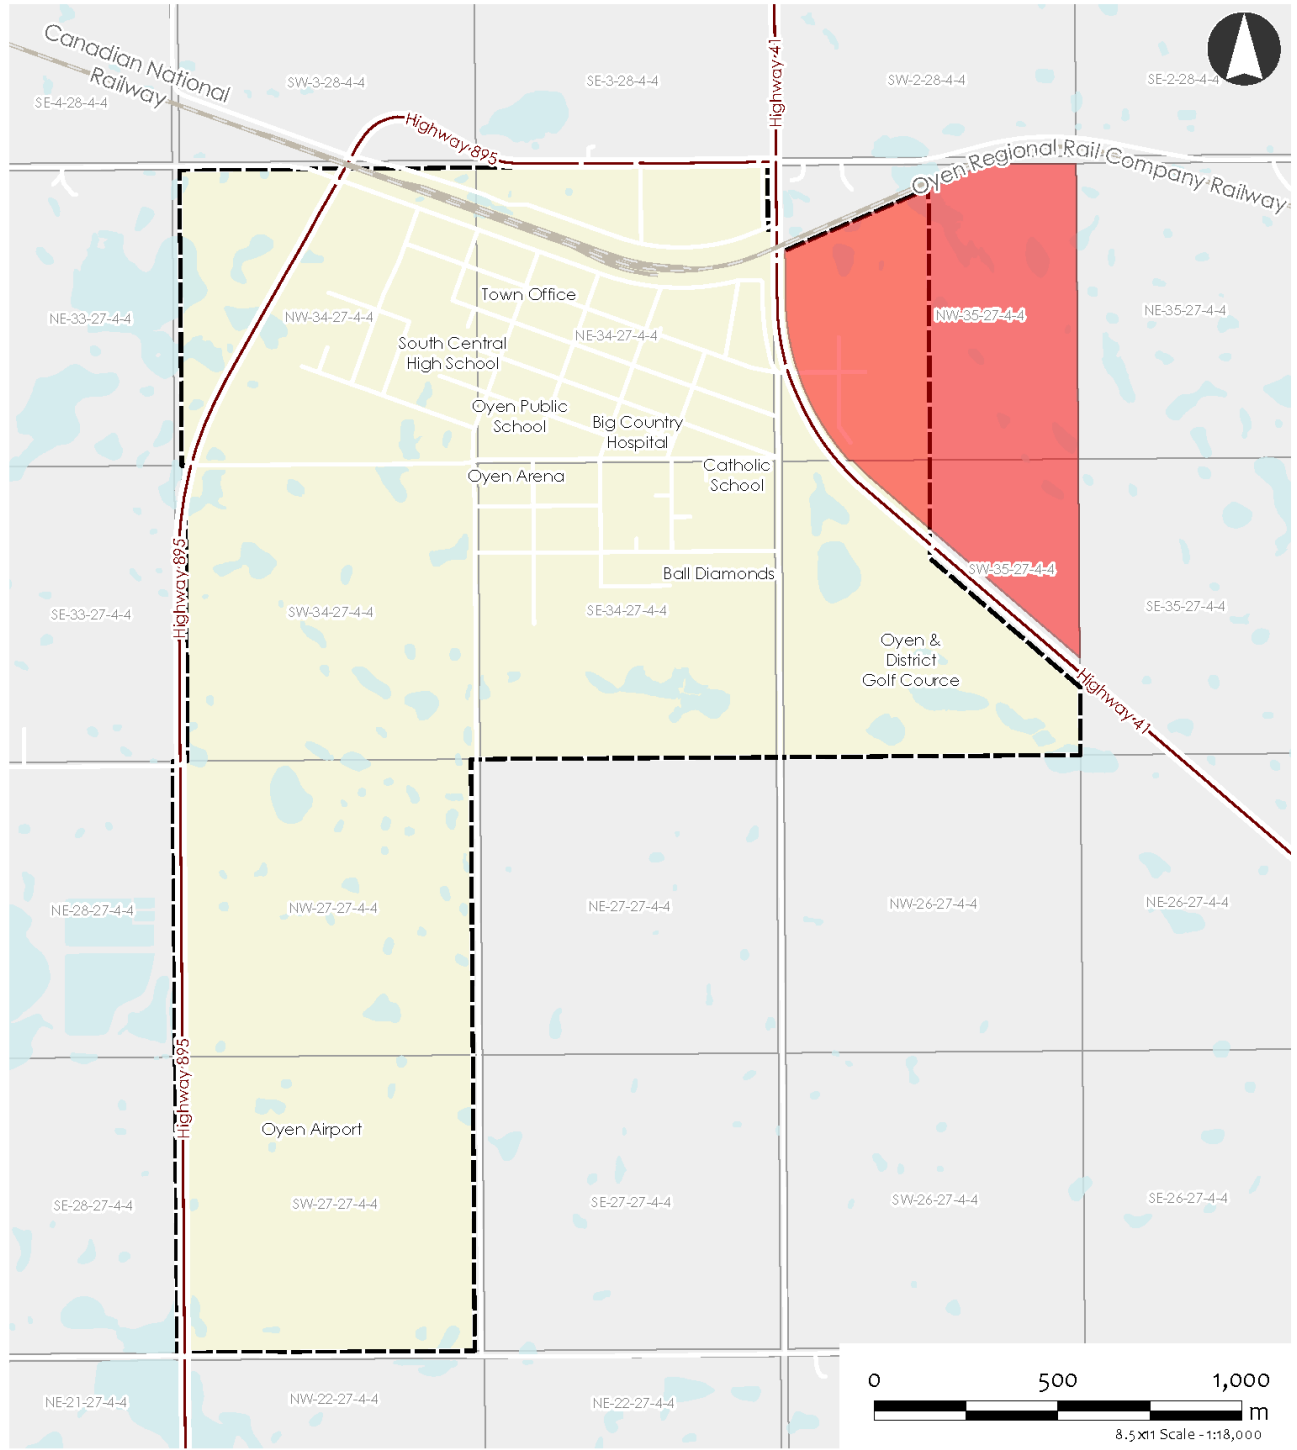 Canadian National
Railway
SE-4-28-4-4
SW-3-28-4-4
SE-3-28-4-4
Highway 41
SW-2-28-4-4
SE-2-28-4-4
Highway 895
Oyen Regional Rail Company Railway
NE-33-27-4-4
NW-34-27-4-4
Town Office
NE-34-27-4-4
NW-35-27-4-4
NE-35-27-4-4
South Central
High School
Oyen Public
School
Big Country
Hospital
Oyen Arena
Catholic
School
Highway 895
SE-33-27-4-4
SW-34-27-4-4
Ball Diamonds
SE-34-27-4-4
SW-35-27-4-4
SE-35-27-4-4
Oyen &
District
Golf Cource
Highway 41
NE-28-27-4-4
NW-27-27-4-4
NE-27-27-4-4
NW-26-27-4-4
NE-26-27-4-4
Highway 895
Oyen Airport
SE-28-27-4-4
SW-27-27-4-4
SE-27-27-4-4
SW-26-27-4-4
SE-26-27-4-4
NE-21-27-4-4
NW-22-27-4-4
NE-22-27-4-4
0 500 1,000
m
8.5x11 Scale - 1:18,000